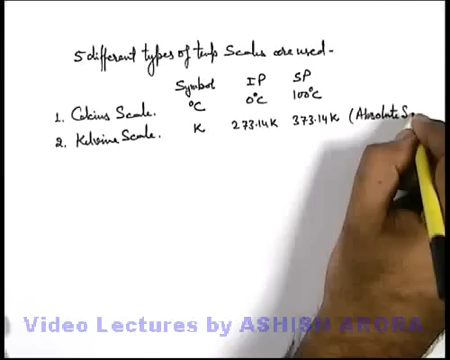 5 different types of temp Scales are used -
Symbol IP SP
1. Celcius Scale. °C 0°C 100°C
2. Kelvine Scale. K 273.14K 373.14K (Absolute S
Video Lectures by ASHISH ARORA